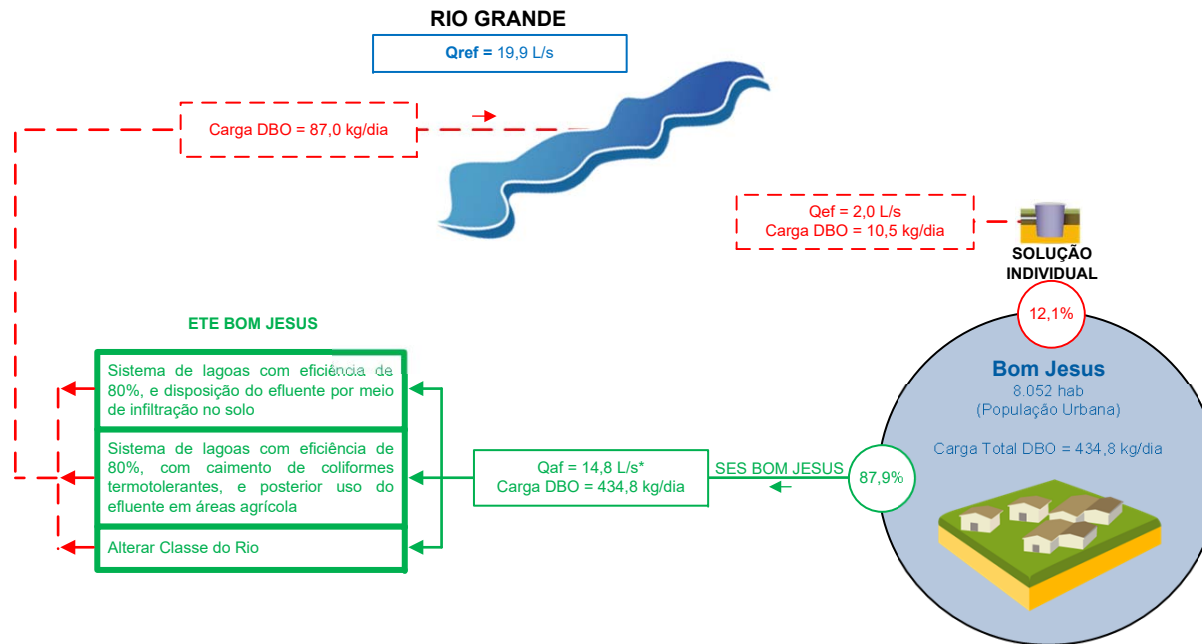 RIO GRANDE
Qref = 19,9 L/s
Carga DBO = 87,0 kg/dia
Qef = 2,0 L/s
Carga DBO = 10,5 kg/dia
SOLUÇÃO
INDIVIDUAL
12,1%
ETE BOM JESUS
Sistema de lagoas com eficiência de
80%, e disposição do efluente por meio
de infiltração no solo
Sistema de lagoas com eficiência de
80%, com caimento de coliformes
termotolerantes, e posterior uso do
efluente em áreas agrícola
Alterar Classe do Rio
Qaf = 14,8 L/s*
Carga DBO = 434,8 kg/dia
SES BOM JESUS
87,9%
Bom Jesus
8.052 hab
(População Urbana)
Carga Total DBO = 434,8 kg/dia